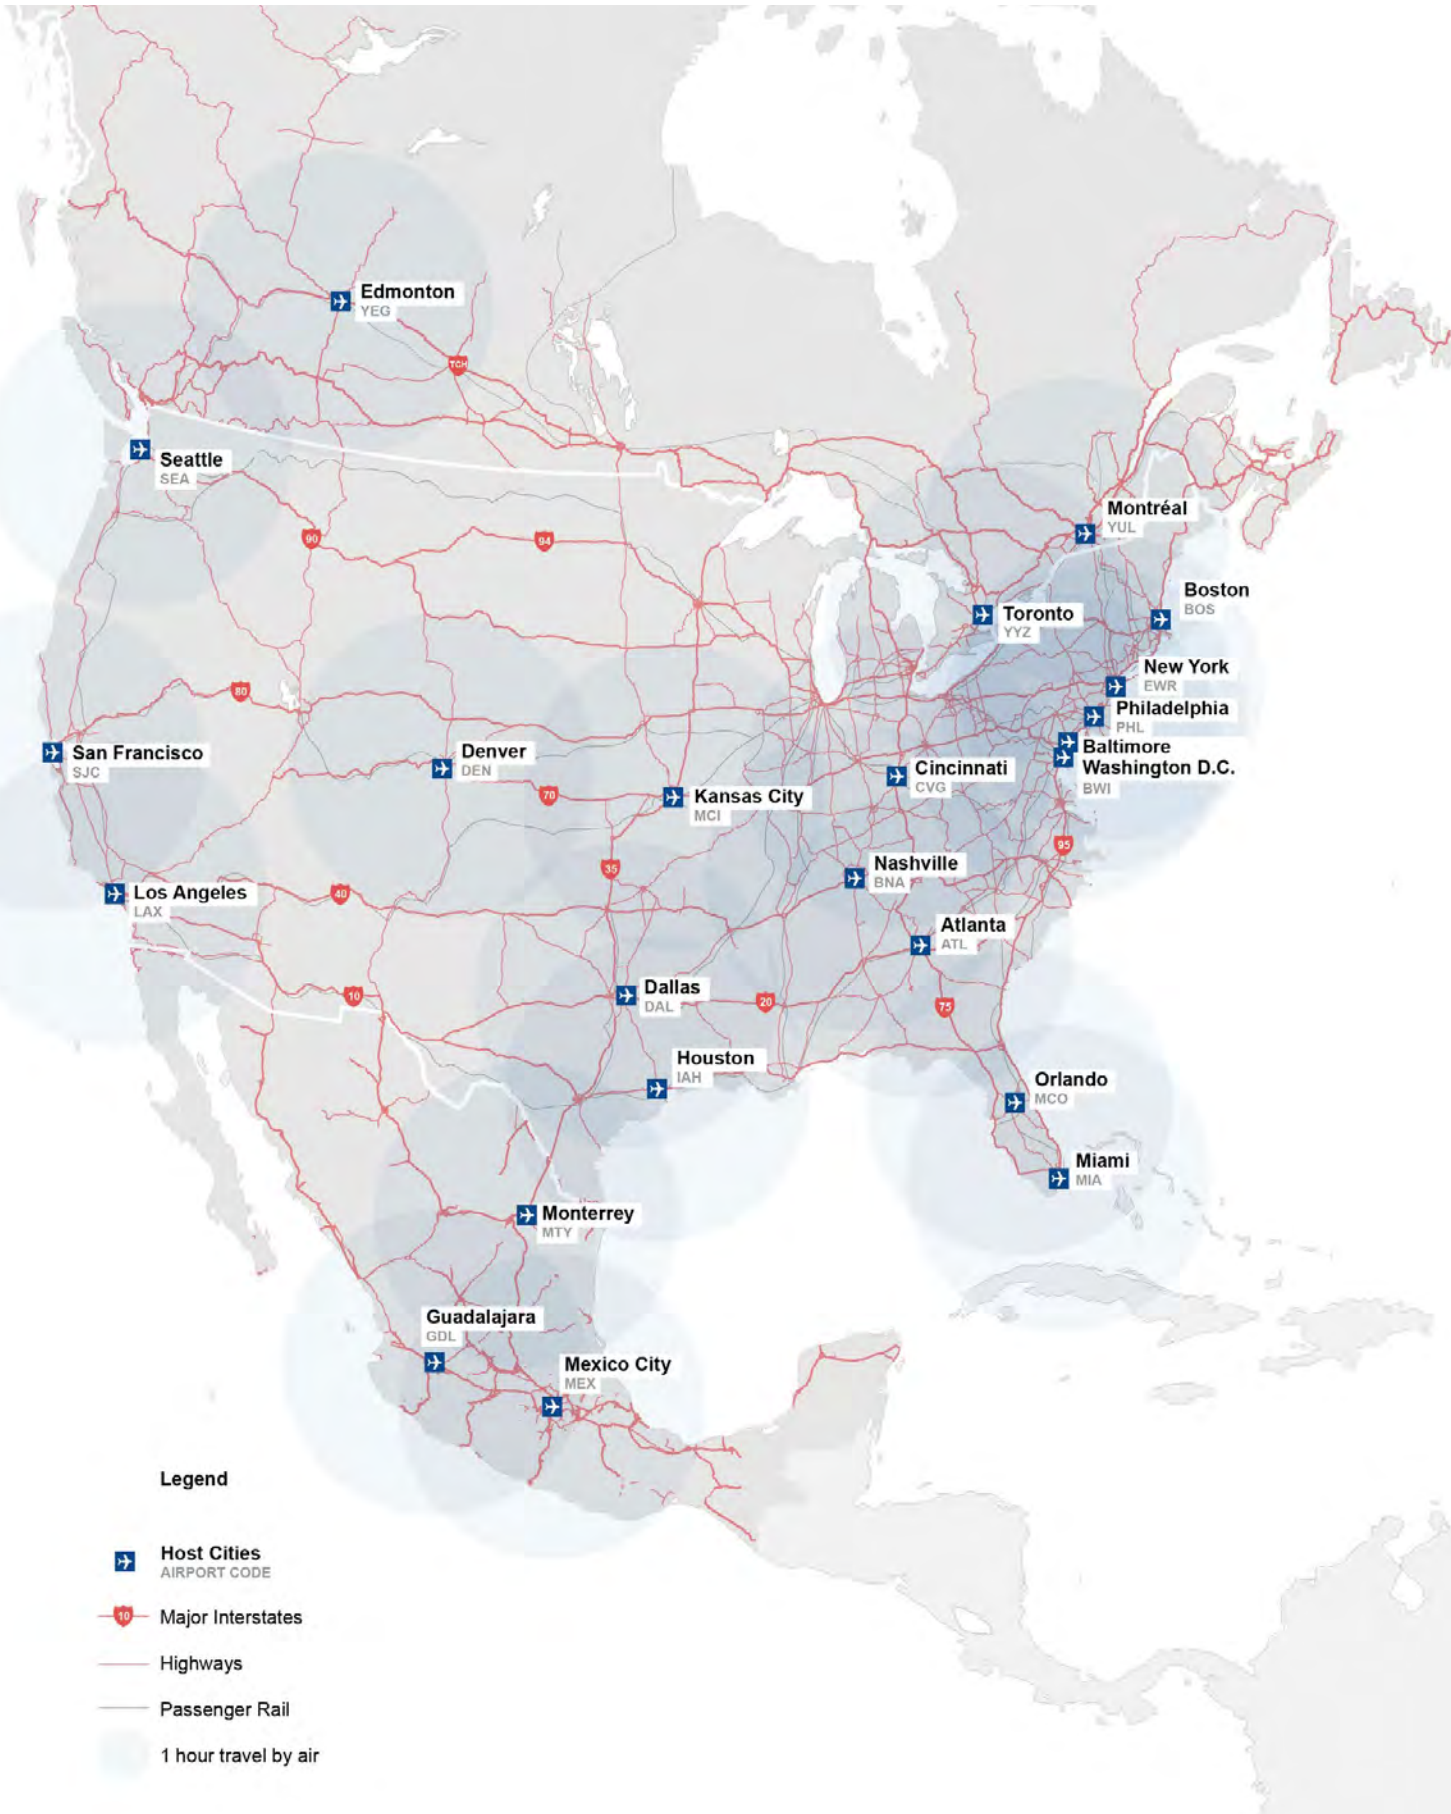 Edmonton
YEG
TCH
Seattle
SEA
90
94
Montréal
YUL
Boston
BOS
Toronto
YYZ
New York
EWR
80
Philadelphia
PHL
San Francisco
SJC
Denver
DEN
Baltimore
Washington D.C.
BWI
Cincinnati
CVG
70
Kansas City
MCI
95
35
Nashville
BNA
Los Angeles
LAX
40
Atlanta
ATL
10
Dallas
DAL
20
75
Houston
IAH
Orlando
MCO
Miami
MIA
Monterrey
MTY
Guadalajara
GDL
Mexico City
MEX
Legend
Host Cities
AIRPORT CODE
10
Major Interstates
Highways
Passenger Rail
1 hour travel by air